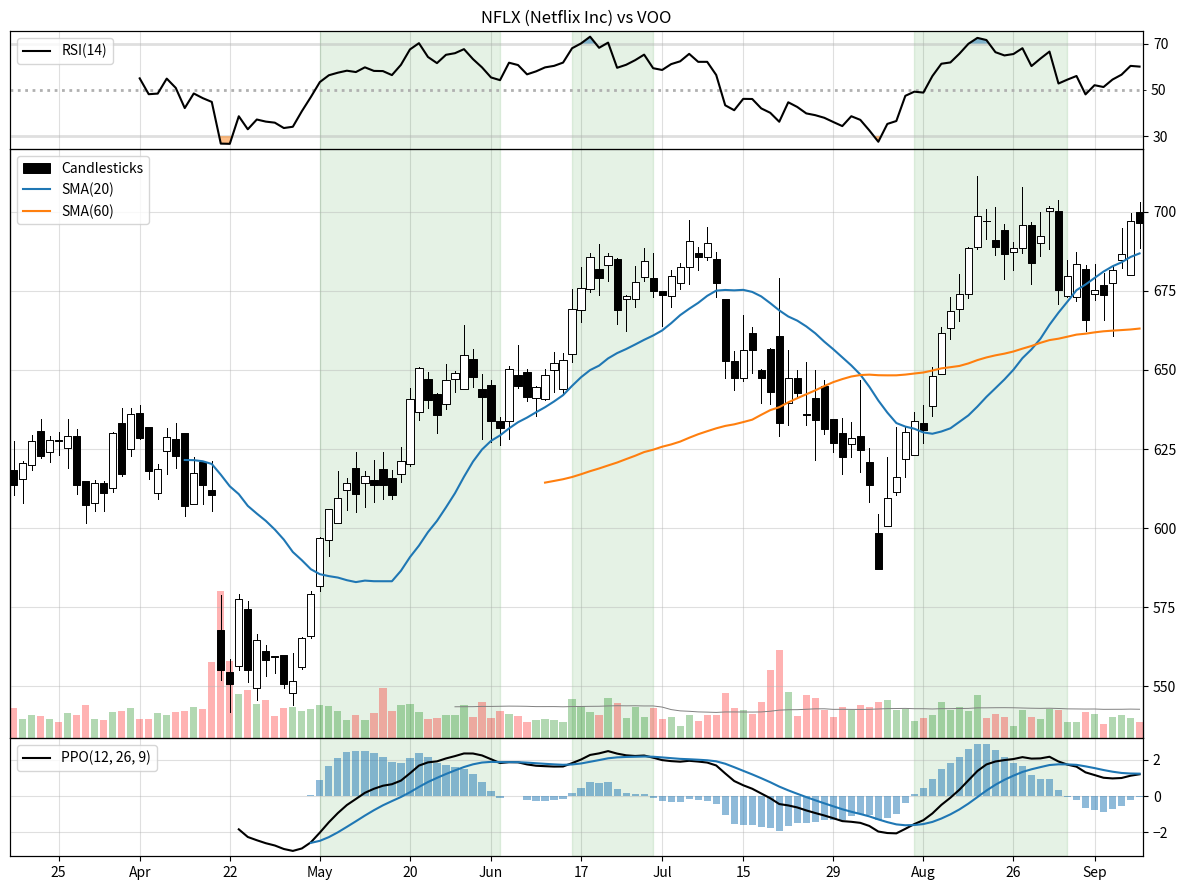 NFLX (Netflix Inc) vs VOO
RSI(14)
70
50
30
Candlesticks
SMA(20)
SMA(60)
700
675
650
625
600
575
550
PPO(12, 26, 9)
2
0
−2
25 Apr 22 May 20 Jun 17 Jul 15 29 Aug 26 Sep